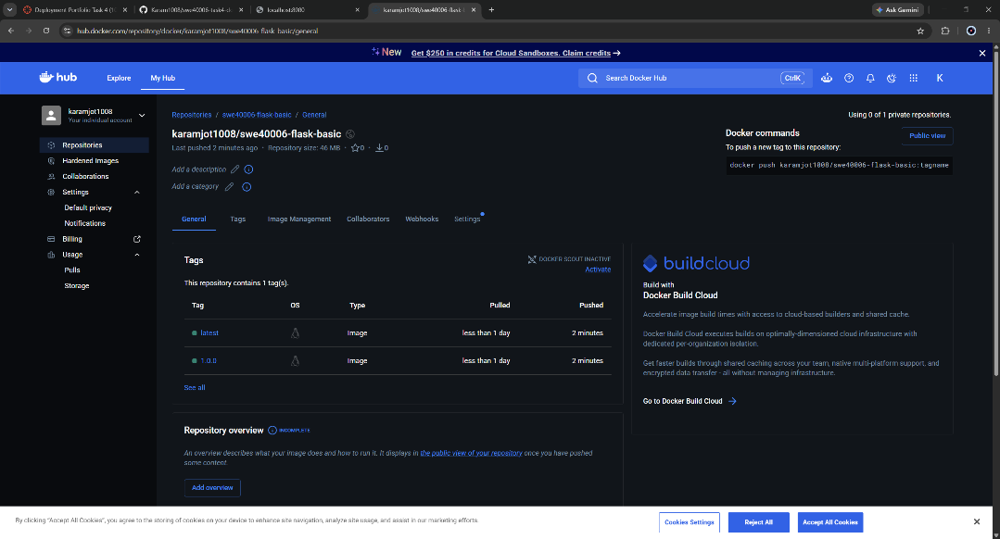 Deployment Portfolio Task 4 (10
Karam1008/swe40006-task4-d
localhost:8080
karamjot1008/swe40006-flask-
Ask Gemini
hub.docker.com/repository/docker/karamjot1008/swe40006-flask-basic/general
New Get $250 in credits for Cloud Sandboxes. Claim credits →
hub Explore My Hub Search Docker Hub CtrlK K
karamjot1008
Your individual account
Repositories
Hardened Images
Collaborations
Settings
Default privacy
Notifications
Billing
Usage
Pulls
Storage
Repositories / swe40006-flask-basic / General
Using 0 of 1 private repositories.
karamjot1008/swe40006-flask-basic
Last pushed 2 minutes ago · Repository size: 46 MB · 0 · 0
Add a description
Add a category
Docker commands
Public view
To push a new tag to this repository:
docker push karamjot1008/swe40006-flask-basic:tagname
General Tags Image Management Collaborators Webhooks Settings
Tags
DOCKER SCOUT INACTIVE
Activate
This repository contains 1 tag(s).
Tag OS Type Pulled Pushed
latest Image less than 1 day 2 minutes
1.0.0 Image less than 1 day 2 minutes
See all
Repository overview INCOMPLETE
An overview describes what your image does and how to run it. It displays in the public view of your repository once you have pushed
some content.
Add overview
buildcloud
Build with
Docker Build Cloud
Accelerate image build times with access to cloud-based builders and shared cache.
Docker Build Cloud executes builds on optimally-dimensioned cloud infrastructure with
dedicated per-organization isolation.
Get faster builds through shared caching across your team, native multi-platform support, and
encrypted data transfer - all without managing infrastructure.
Go to Docker Build Cloud →
By clicking "Accept All Cookies", you agree to the storing of cookies on your device to enhance site navigation, analyze site usage, and assist in our marketing efforts.
Cookies Settings
Reject All
Accept All Cookies